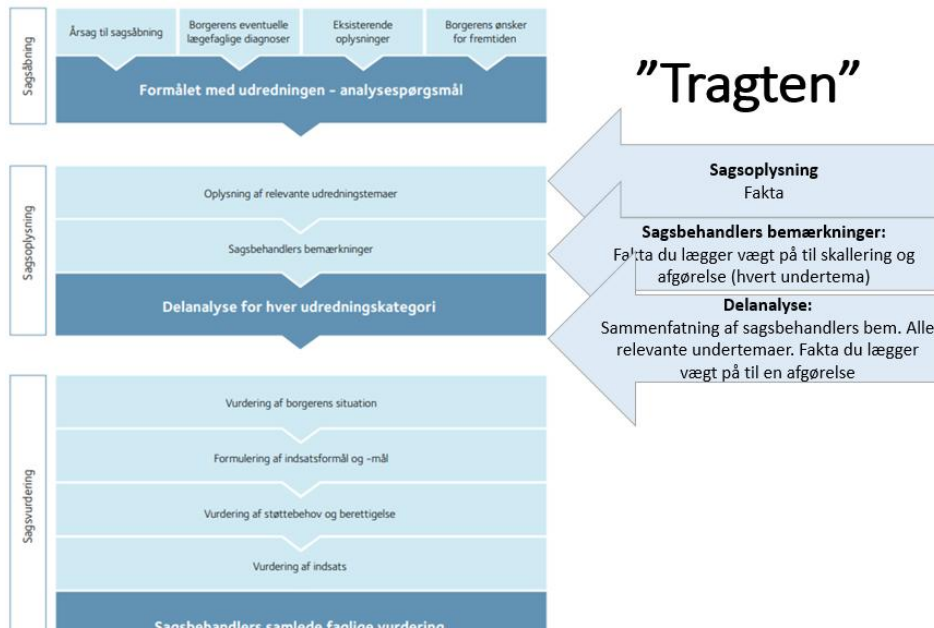 Sagsåbning
Årsag til sagsåbning
Borgerens eventuelle
lægefaglige diagnoser
Eksisterende
oplysninger
Borgerens ønsker
for fremtiden
Formålet med udredningen – analysespørgsmål
”Tragten”
Sagsoplysning
Oplysning af relevante udredningstemaer
Sagsbehandlers bemærkninger
Delanalyse for hver udredningskategori
Sagsoplysning
Fakta
Sagsbehandlers bemærkninger:
Fakta du lægger vægt på til skallering og
afgørelse (hvert undertema)
Delanalyse:
Sammenfatning af sagsbehandlers bem. Alle
relevante undertemaer. Fakta du lægger
vægt på til en afgørelse
Sagsvurdering
Vurdering af borgerens situation
Formulering af indsatsformål og -mål
Vurdering af støttebehov og berettigelse
Vurdering af indsats
Sagsbehandlers samlede faglige vurdering